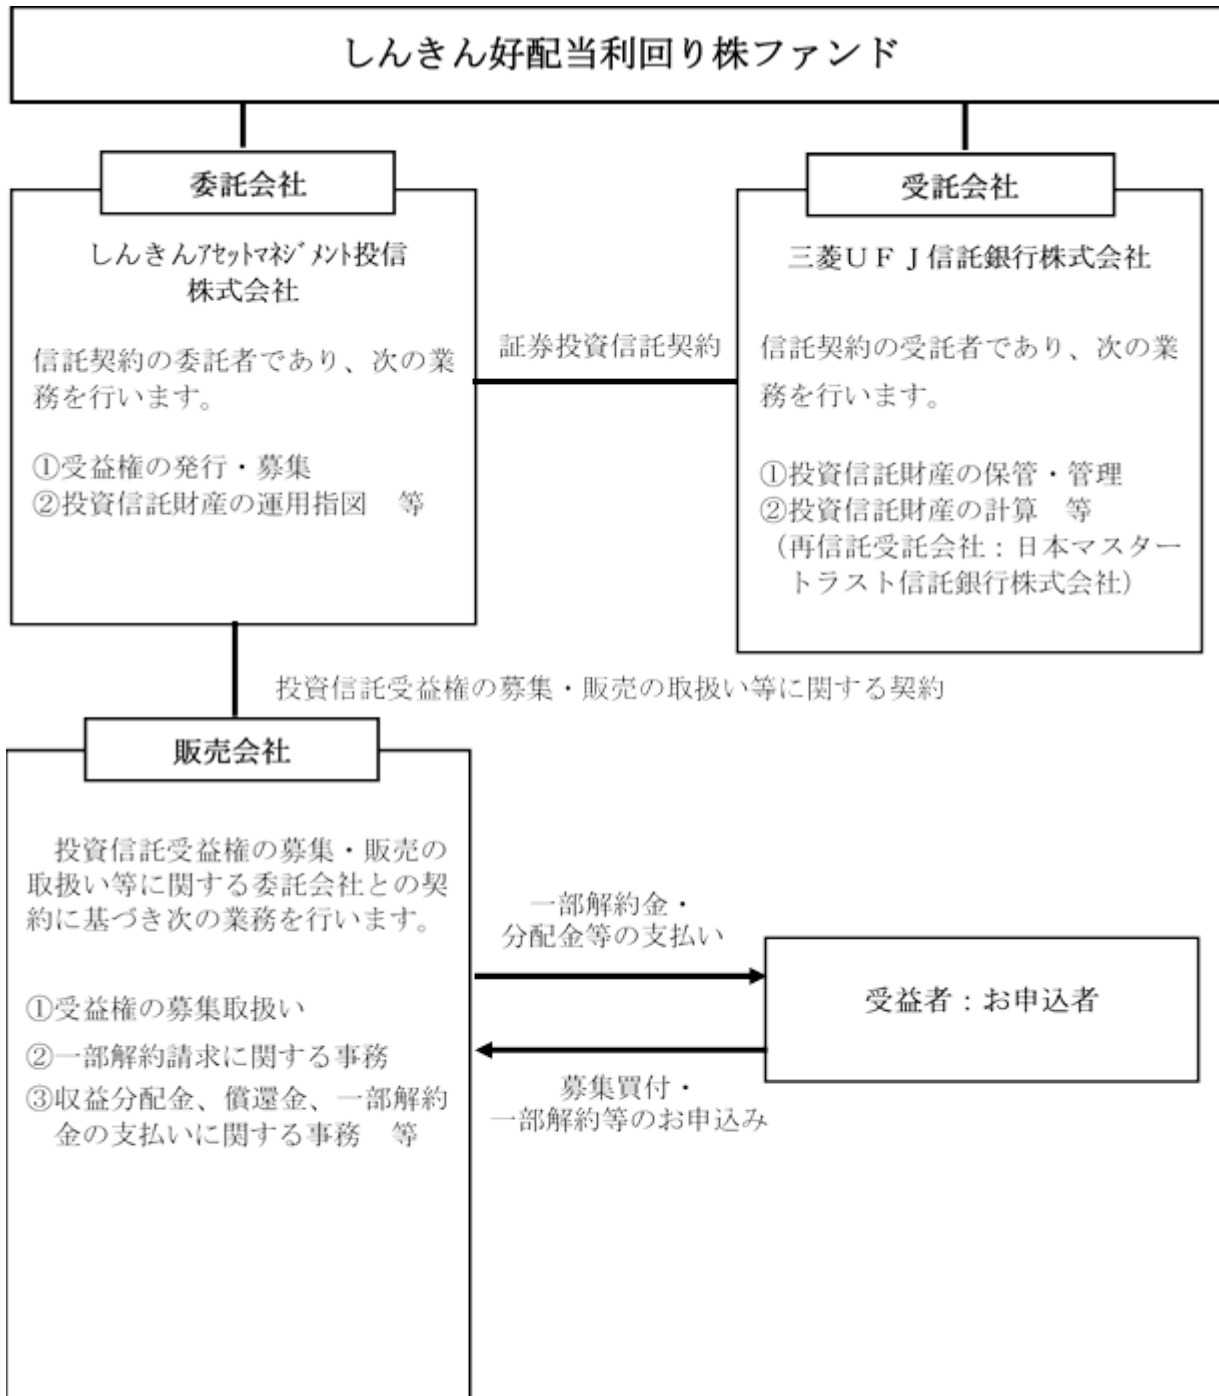 しんきん好配当利回り株ファンド
委託会社
しんきんｱｾｯﾄﾏﾈｼﾞﾒﾝﾄ投信
株式会社
信託契約の委託者であり、次の業
務を行います。
①受益権の発行・募集
②投資信託財産の運用指図　等
証券投資信託契約
受託会社
三菱ＵＦＪ信託銀行株式会社
信託契約の受託者であり、次の業
務を行います。
①投資信託財産の保管・管理
②投資信託財産の計算　等
（再信託受託会社：日本マスター
トラスト信託銀行株式会社）
投資信託受益権の募集・販売の取扱い等に関する契約
販売会社
投資信託受益権の募集・販売の
取扱い等に関する委託会社との契
約に基づき次の業務を行います。
①受益権の募集取扱い
②一部解約請求に関する事務
③収益分配金、償還金、一部解約
金の支払いに関する事務　等
一部解約金・
分配金等の支払い
募集買付・
一部解約等のお申込み
受益者：お申込者